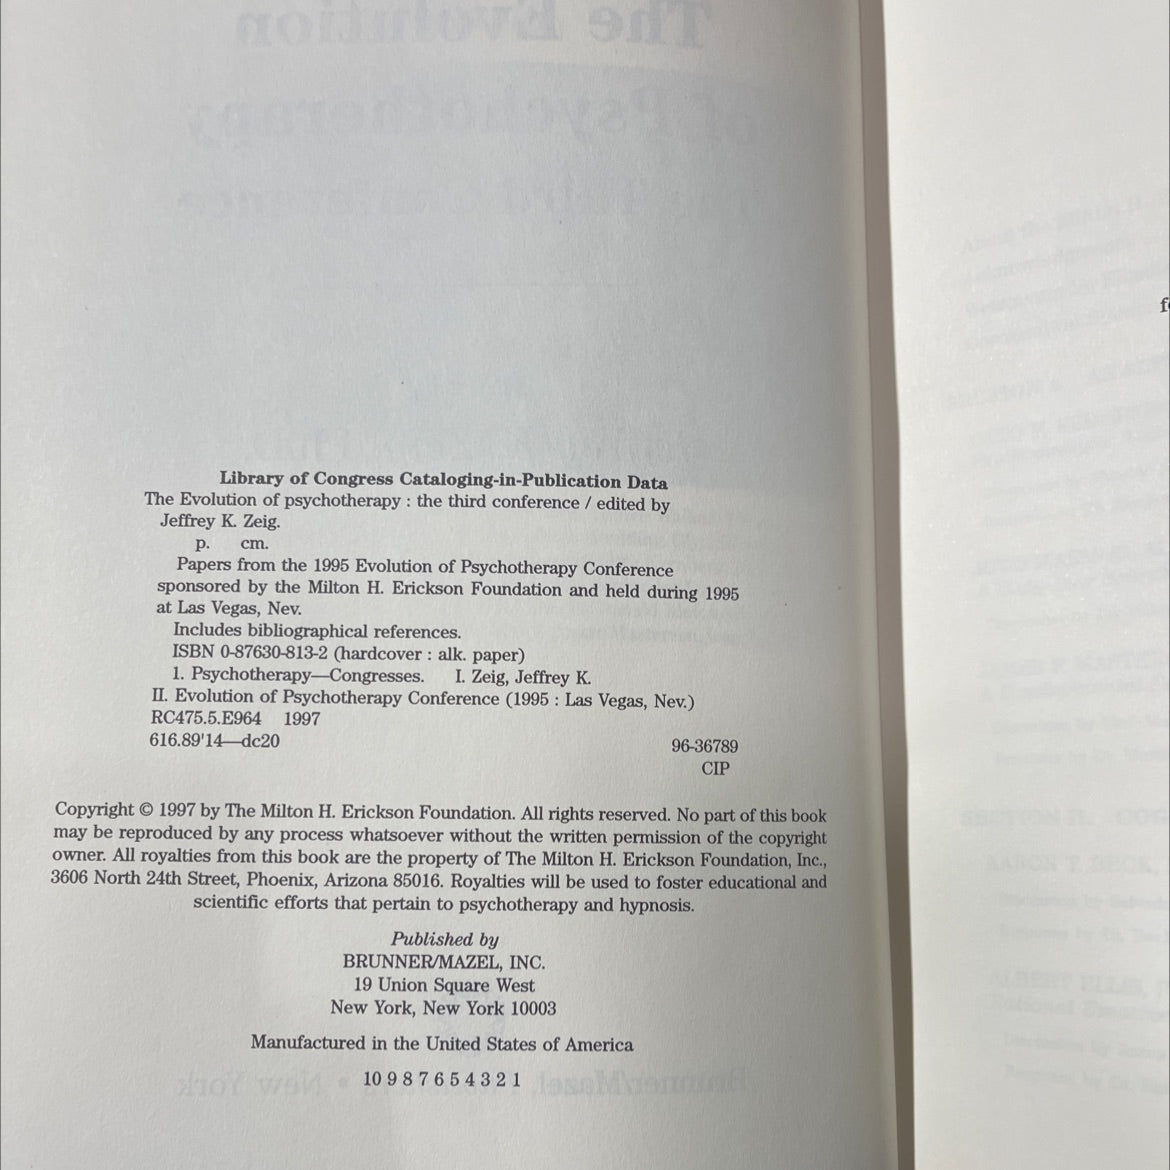 Library of Congress Cataloging-in-Publication Data
The Evolution of psychotherapy : the third conference / edited by
Jeffrey K. Zeig.
p. cm.
Papers from the 1995 Evolution of Psychotherapy Conference
sponsored by the Milton H. Erickson Foundation and held during 1995
at Las Vegas, Nev.
Includes bibliographical references.
ISBN 0-87630-813-2 (hardcover : alk. paper)
1. Psychotherapy—Congresses. I. Zeig, Jeffrey K.
II. Evolution of Psychotherapy Conference (1995 : Las Vegas, Nev.)
RC475.5.E964 1997
616.89'14—dc20
96-36789
CIP
Copyright © 1997 by The Milton H. Erickson Foundation. All rights reserved. No part of this book
may be reproduced by any process whatsoever without the written permission of the copyright
owner. All royalties from this book are the property of The Milton H. Erickson Foundation, Inc.,
3606 North 24th Street, Phoenix, Arizona 85016. Royalties will be used to foster educational and
scientific efforts that pertain to psychotherapy and hypnosis.
Published by
BRUNNER/MAZEL, INC.
19 Union Square West
New York, New York 10003
Manufactured in the United States of America
10 9 8 7 6 5 4 3 2 1